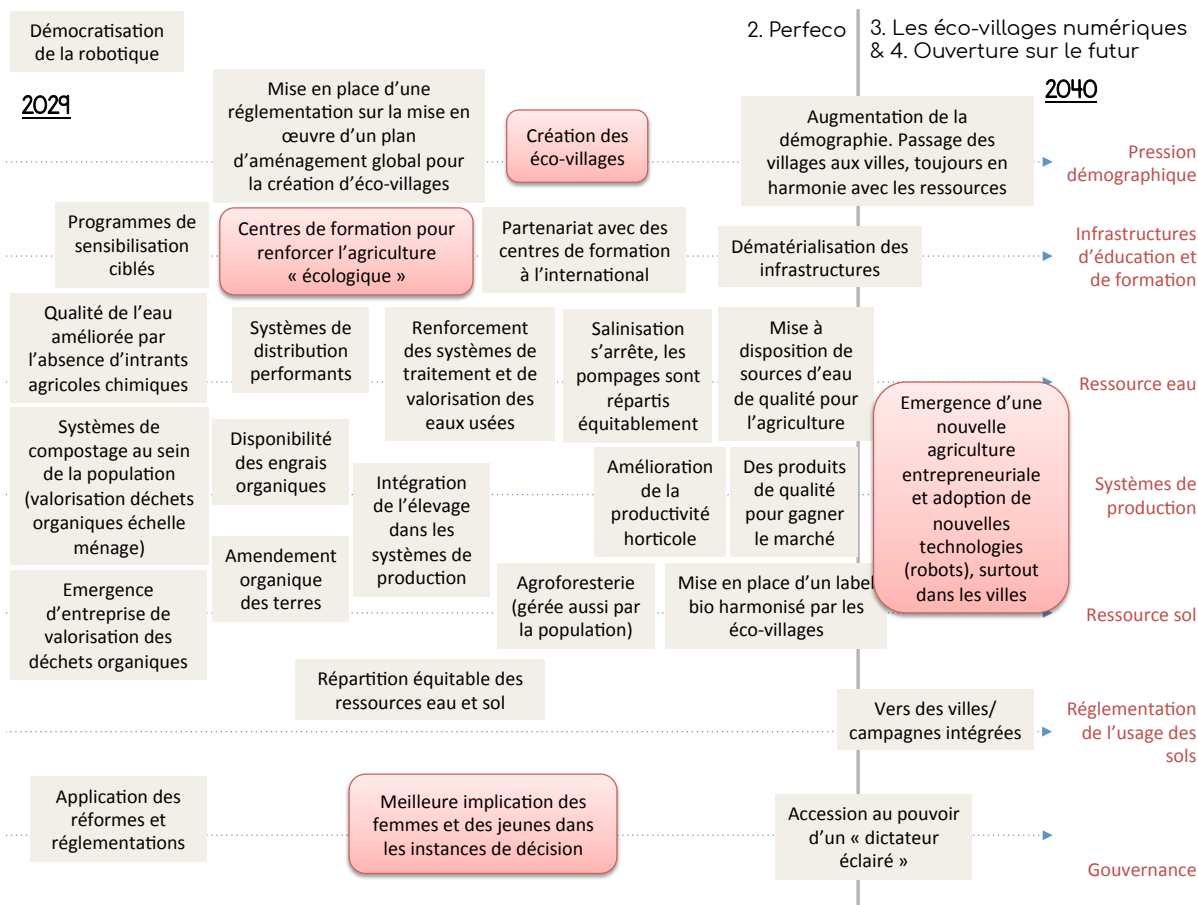 Démocratisation
de la robotique
2. Perfeco
3. Les éco-villages numériques
& 4. Ouverture sur le futur
2029
2040
Mise en place d’une
réglementation sur la mise en
œuvre d’un plan
d’aménagement global pour
la création d’éco-villages
Création des
éco-villages
Augmentation de la
démographie. Passage des
villages aux villes, toujours en
harmonie avec les ressources
Pression
démographique
Programmes de
sensibilisation
ciblés
Centres de formation pour
renforcer l’agriculture
« écologique »
Partenariat avec des
centres de formation
à l’international
Dématérialisation des
infrastructures
Infrastructures
d’éducation et
de formation
Qualité de l’eau
améliorée par
l’absence d’intrants
agricoles chimiques
Systèmes de
distribution
performants
Renforcement
des systèmes de
traitement et de
valorisation des
eaux usées
Salinisation
s’arrête, les
pompages sont
répartis
équitablement
Mise à
disposition de
sources d’eau
de qualité pour
l’agriculture
Ressource eau
Emergence d’une
nouvelle
agriculture
entrepreneuriale
et adoption de
nouvelles
technologies
(robots), surtout
dans les villes
Systèmes de
compostage au sein
de la population
(valorisation déchets
organiques échelle
ménage)
Disponibilité
des engrais
organiques
Intégration
de l’élevage
dans les
systèmes de
production
Amélioration
de la
productivité
horticole
Des produits
de qualité
pour gagner
le marché
Systèmes de
production
Amendement
organique
des terres
Emergence
d’entreprise de
valorisation des
déchets organiques
Agroforesterie
(gérée aussi par
la population)
Mise en place d’un label
bio harmonisé par les
éco-villages
Ressource sol
Répartition équitable des
ressources eau et sol
Vers des villes/
campagnes intégrées
Réglementation
de l’usage des
sols
Application des
réformes et
réglementations
Meilleure implication des
femmes et des jeunes dans
les instances de décision
Accession au pouvoir
d’un « dictateur
éclairé »
Gouvernance